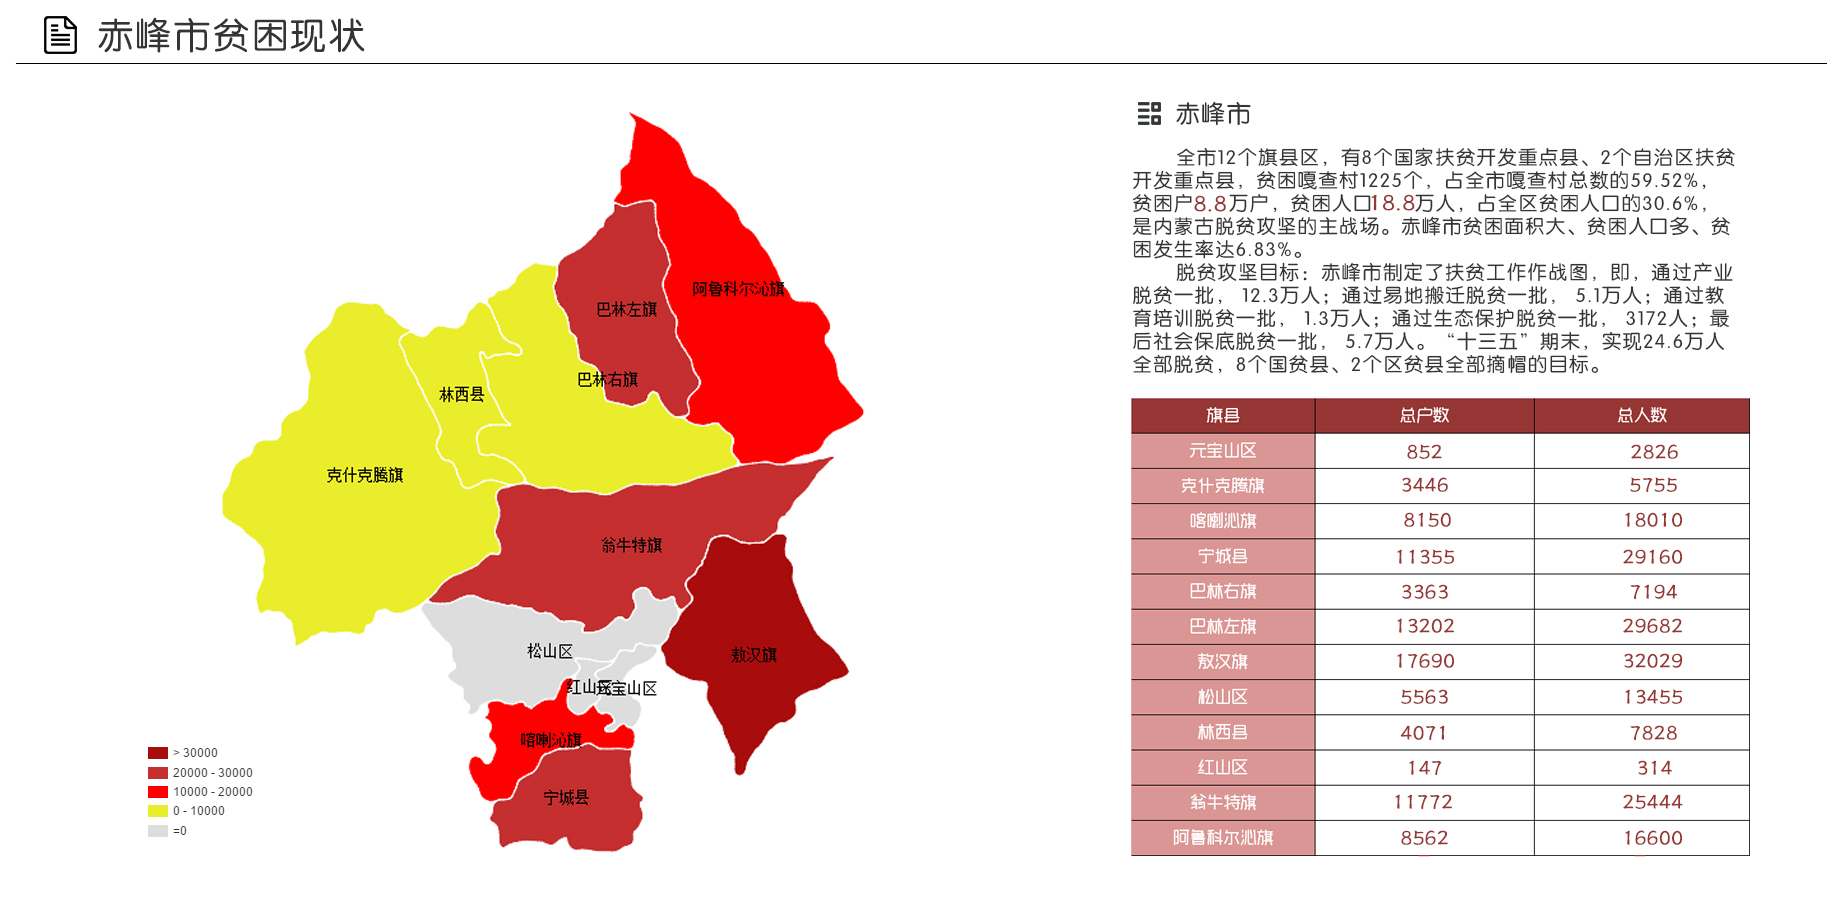 赤峰市贫困现状
阿鲁科尔沁旗
巴林左旗
巴林右旗
林西县
克什克腾旗
翁牛特旗
松山区
敖汉旗
红山区
元宝山区
喀喇沁旗
宁城县
> 30000
20000 - 30000
10000 - 20000
0 - 10000
=0
赤峰市
全市12个旗县区，有8个国家扶贫开发重点县、2个自治区扶贫
开发重点县，贫困嘎查村1225个，占全市嘎查村总数的59.52%，
贫困户8.8万户，贫困人口18.8万人，占全区贫困人口的30.6%，
是内蒙古脱贫攻坚的主战场。赤峰市贫困面积大、贫困人口多、贫
困发生率达6.83%。
脱贫攻坚目标：赤峰市制定了扶贫工作作战图，即，通过产业
脱贫一批， 12.3万人；通过易地搬迁脱贫一批， 5.1万人；通过教
育培训脱贫一批， 1.3万人；通过生态保护脱贫一批， 3172人；最
后社会保底脱贫一批， 5.7万人。“十三五”期末，实现24.6万人
全部脱贫，8个国贫县、2个区贫县全部摘帽的目标。
旗县 总户数 总人数
元宝山区 852 2826
克什克腾旗 3446 5755
喀喇沁旗 8150 18010
宁城县 11355 29160
巴林右旗 3363 7194
巴林左旗 13202 29682
敖汉旗 17690 32029
松山区 5563 13455
林西县 4071 7828
红山区 147 314
翁牛特旗 11772 25444
阿鲁科尔沁旗 8562 16600